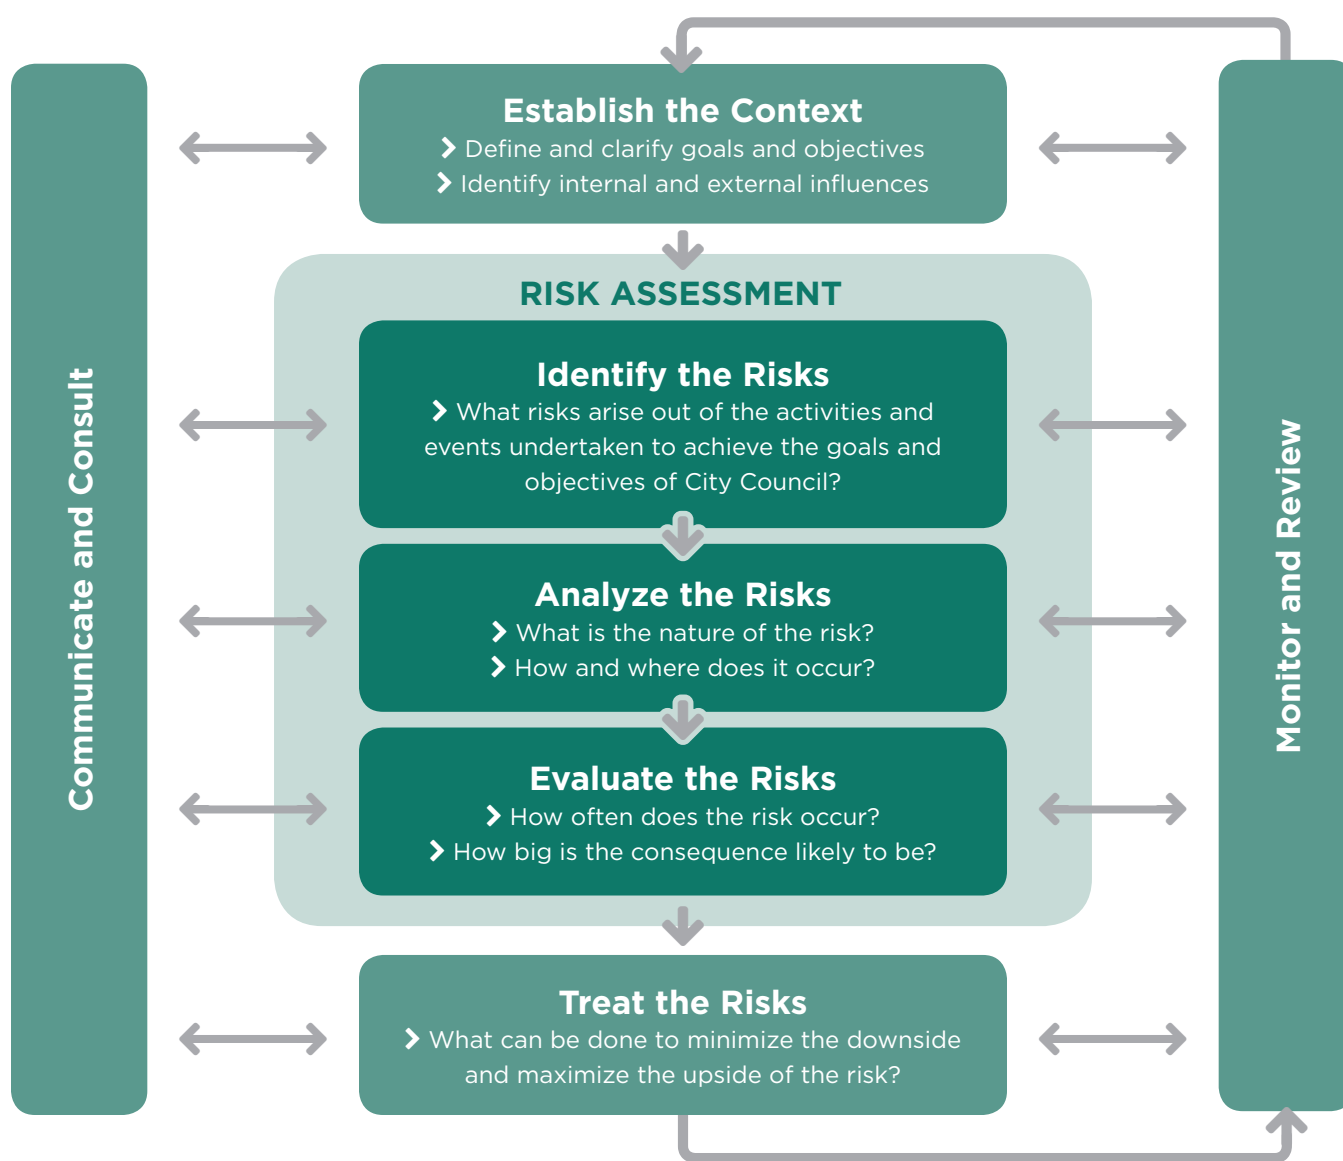 Establish the Context
Define and clarify goals and objectives
Identify internal and external influences
RISK ASSESSMENT
Identify the Risks
What risks arise out of the activities and
events undertaken to achieve the goals and
objectives of City Council?
Analyze the Risks
What is the nature of the risk?
How and where does it occur?
Evaluate the Risks
How often does the risk occur?
How big is the consequence likely to be?
Treat the Risks
What can be done to minimize the downside
and maximize the upside of the risk?
Communicate and Consult
Monitor and Review